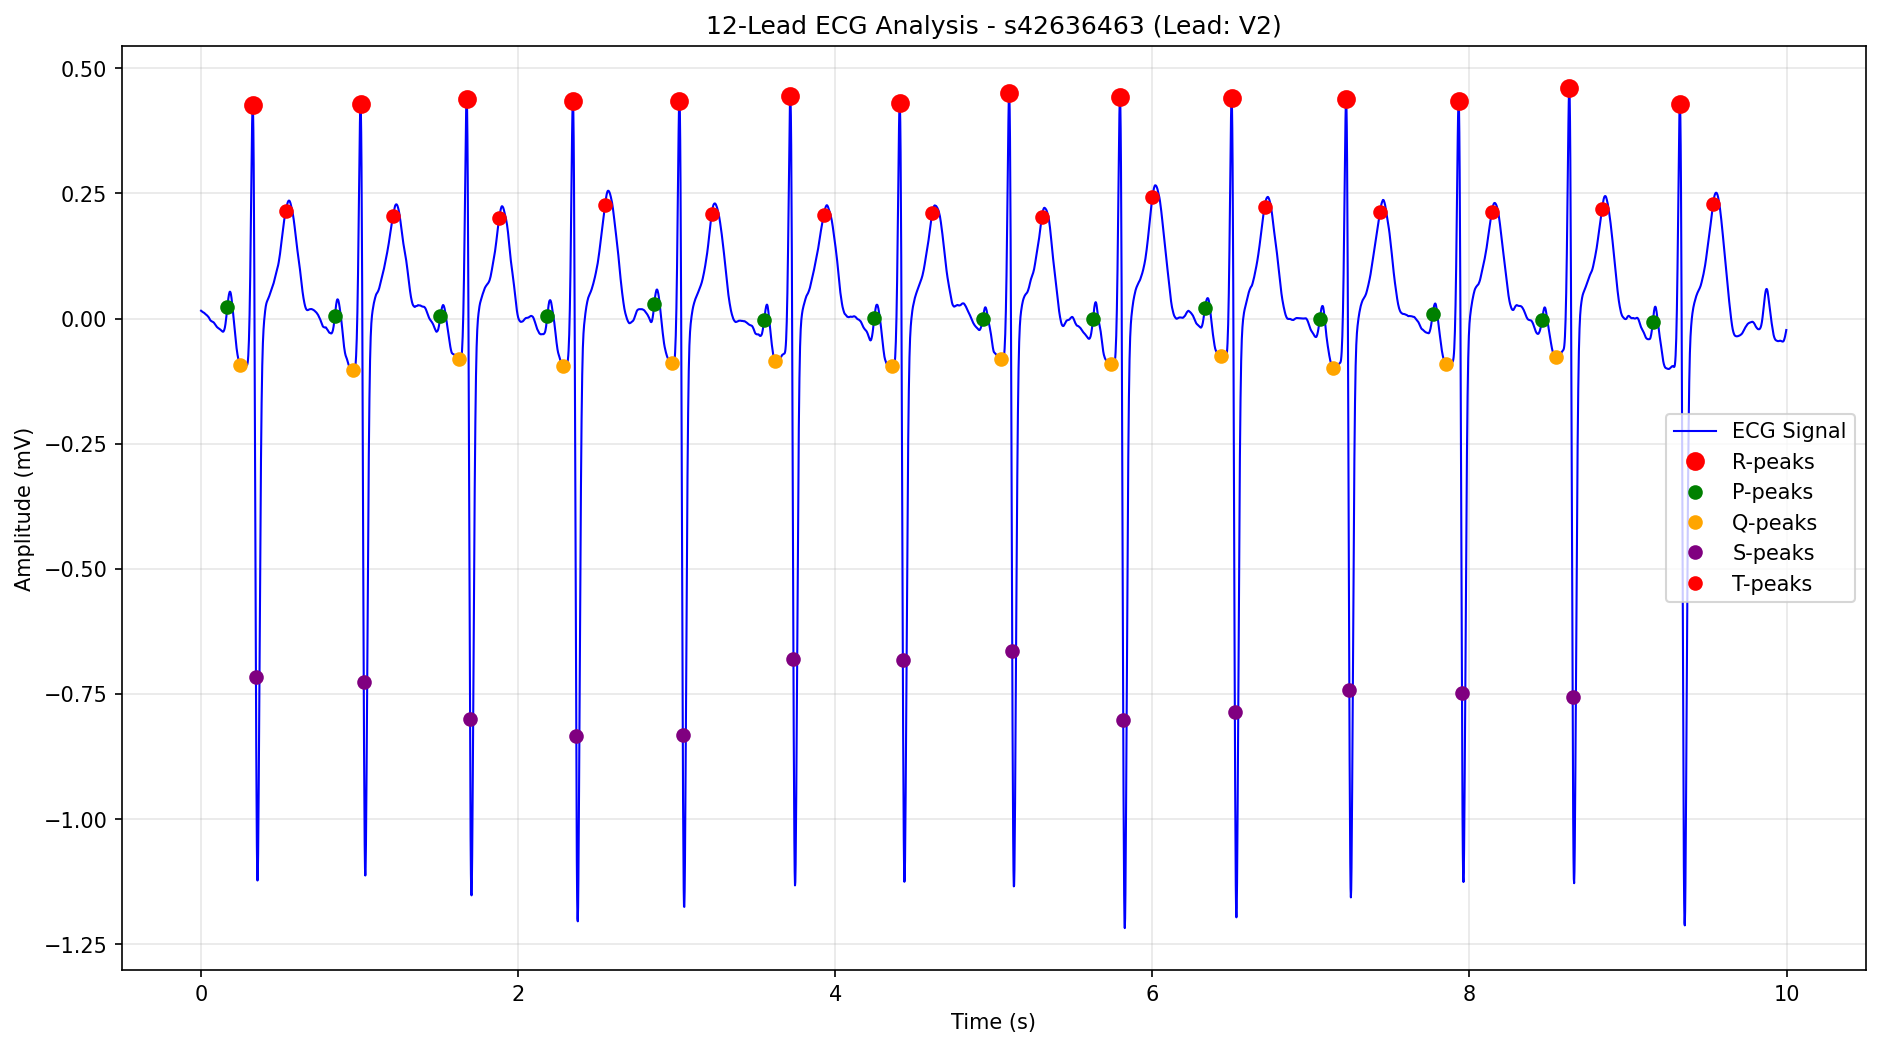 12-Lead ECG Analysis - s42636463 (Lead: V2)
Amplitude (mV)
0.50
0.25
0.00
−0.25
−0.50
−0.75
−1.00
−1.25
ECG Signal
R-peaks
P-peaks
Q-peaks
S-peaks
T-peaks
0 2 4 6 8 10
Time (s)